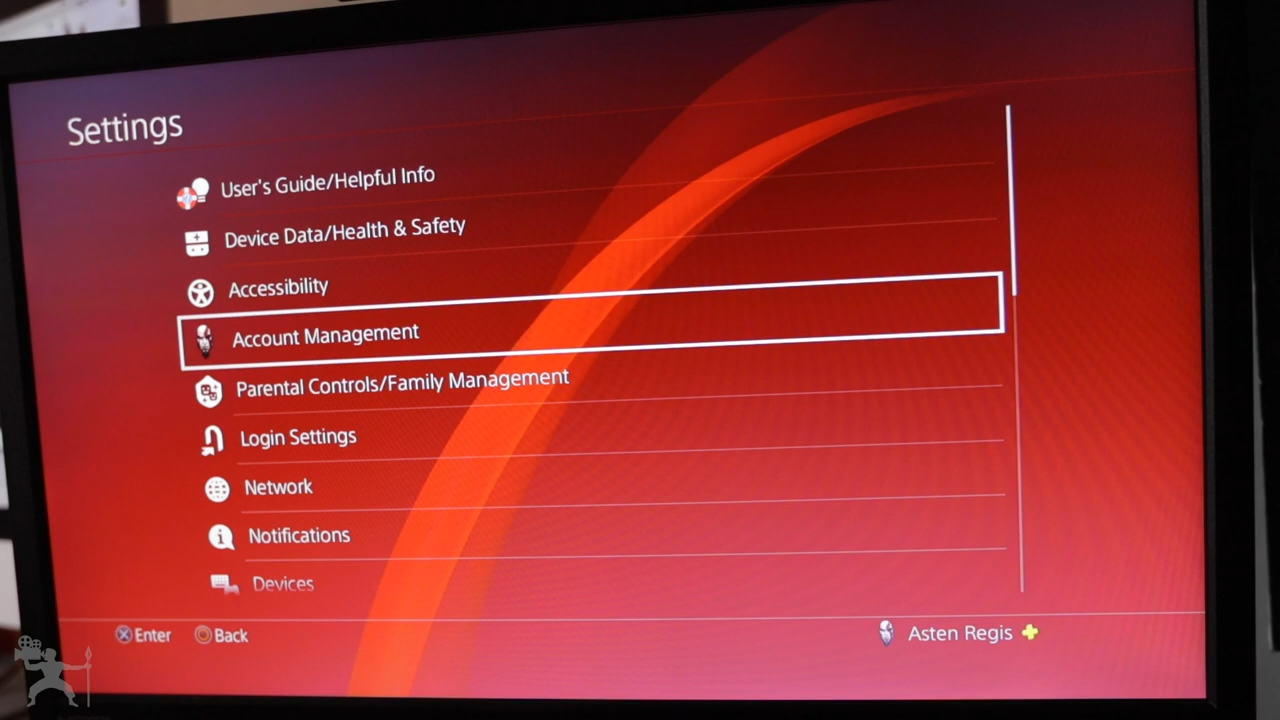 Settings
User's Guide/Helpful Info
Device Data/Health & Safety
Accessibility
Account Management
Parental Controls/Family Management
Login Settings
Network
Notifications
Devices
Enter Back
Asten Regis